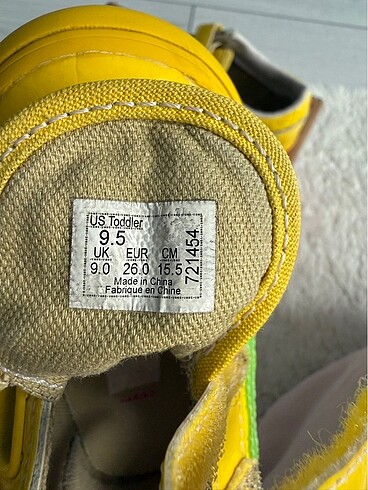 US Toddler
9.5
UK EUR CM
9.0 26.0 15.5
Made in China
Fabriqué en Chine
721454